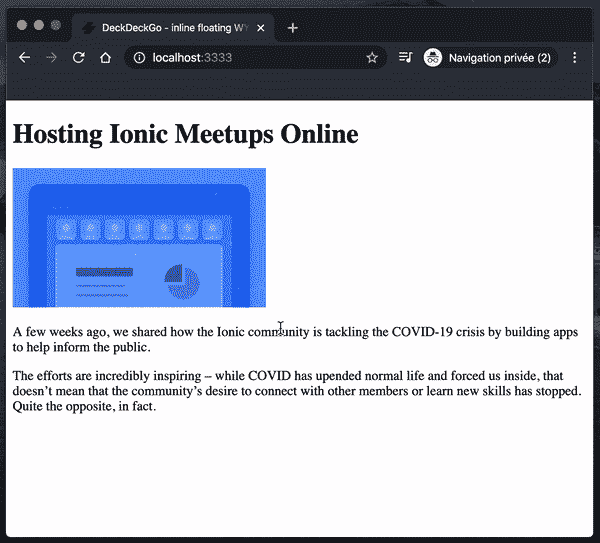 DeckDeckGo - inline floating WY
localhost:3333
Navigation privée (2)
Hosting Ionic Meetups Online
A few weeks ago, we shared how the Ionic community is tackling the COVID-19 crisis by building apps
to help inform the public.
The efforts are incredibly inspiring – while COVID has upended normal life and forced us inside, that
doesn’t mean that the community’s desire to connect with other members or learn new skills has stopped.
Quite the opposite, in fact.